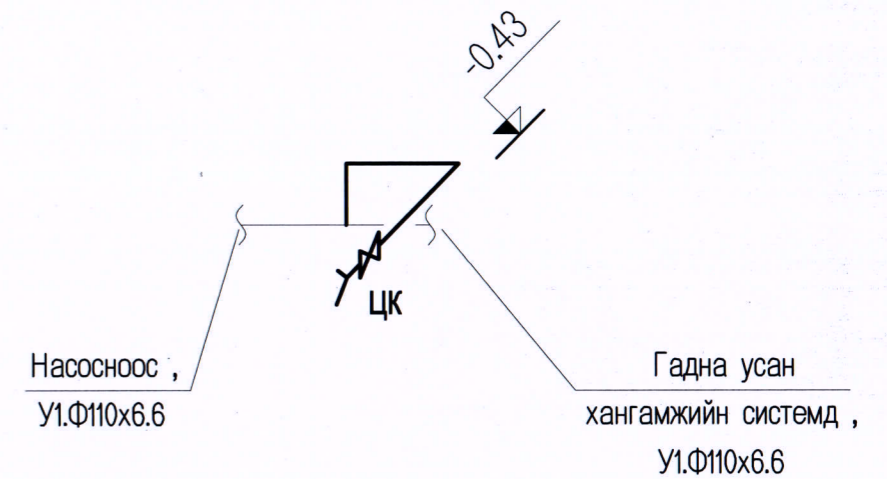 -0.43
ЦК
Насосноос ,
У1.Ф110х6.6
Гадна усан
хангамжийн системд ,
У1.Ф110х6.6